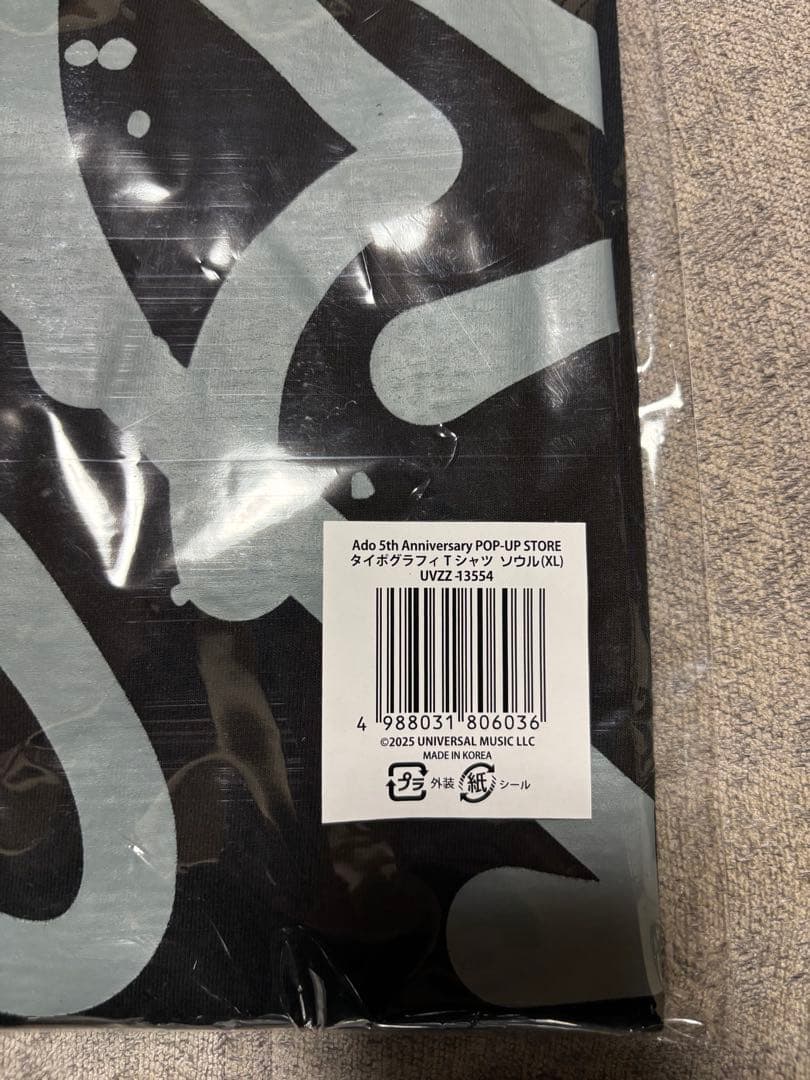 Ado 5th Anniversary POP-UP STORE
タイポグラフィTシャツ ソウル(XL)
UVZZ-13554
4 988031 806036
©2025 UNIVERSAL MUSIC LLC
MADE IN KOREA
プラ 外装 紙 シール